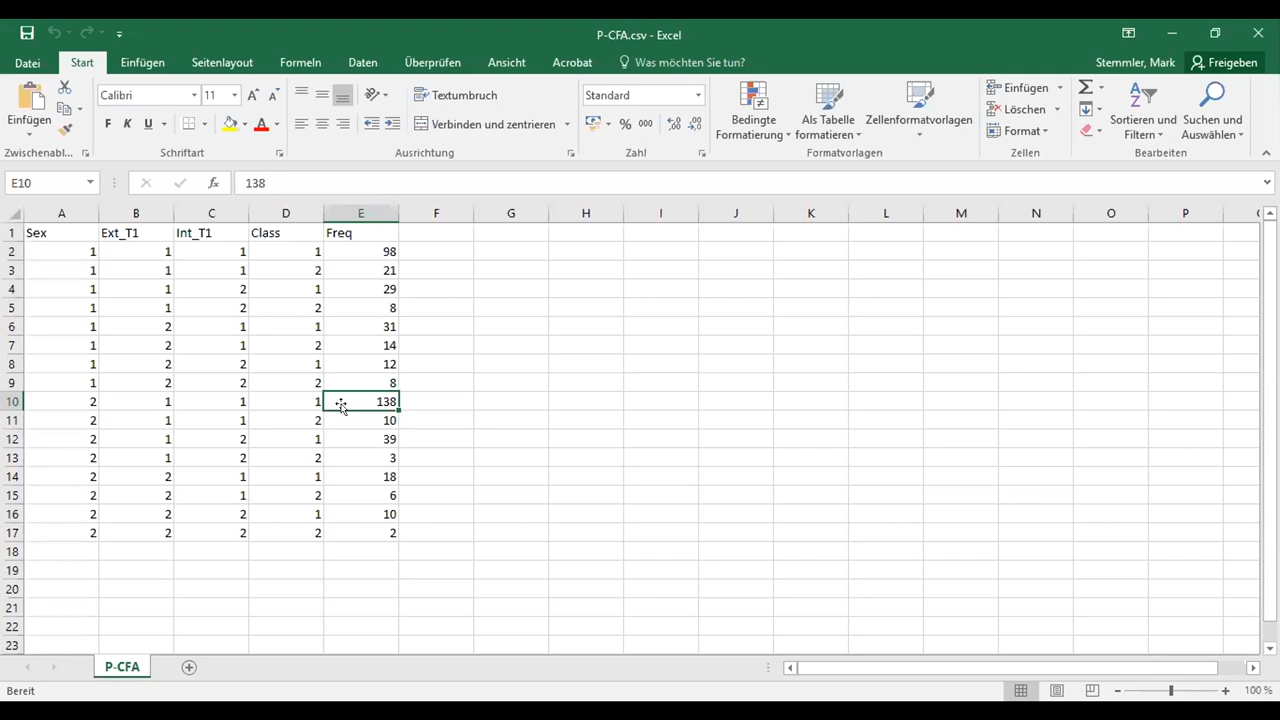 P-CFA.csv - Excel
Datei Start Einfügen Seitenlayout Formeln Daten Überprüfen Ansicht Acrobat Was möchten Sie tun? Stemmler, Mark Freigeben
Einfügen
Calibri 11
F K U
Textumbruch
Verbinden und zentrieren
Standard
% 000
Bedingte Formatierung
Als Tabelle formatieren
Zellenformatvorlagen
Einfügen
Löschen
Format
Sortieren und Filtern
Suchen und Auswählen
Zwischenabl... Schriftart Ausrichtung Zahl Formatvorlagen Zellen Bearbeiten
E10 fx 138
A B C D E F G H I J K L M N O P
1 Sex Ext_T1 Int_T1 Class Freq
2 1 1 1 1 98
3 1 1 1 2 21
4 1 1 2 1 29
5 1 1 2 2 8
6 1 2 1 1 31
7 1 2 1 2 14
8 1 2 2 1 12
9 1 2 2 2 8
10 2 1 1 1 138
11 2 1 1 2 10
12 2 1 2 1 39
13 2 1 2 2 3
14 2 2 1 1 18
15 2 2 1 2 6
16 2 2 2 1 10
17 2 2 2 2 2
18
19
20
21
22
23
P-CFA
Bereit 100 %